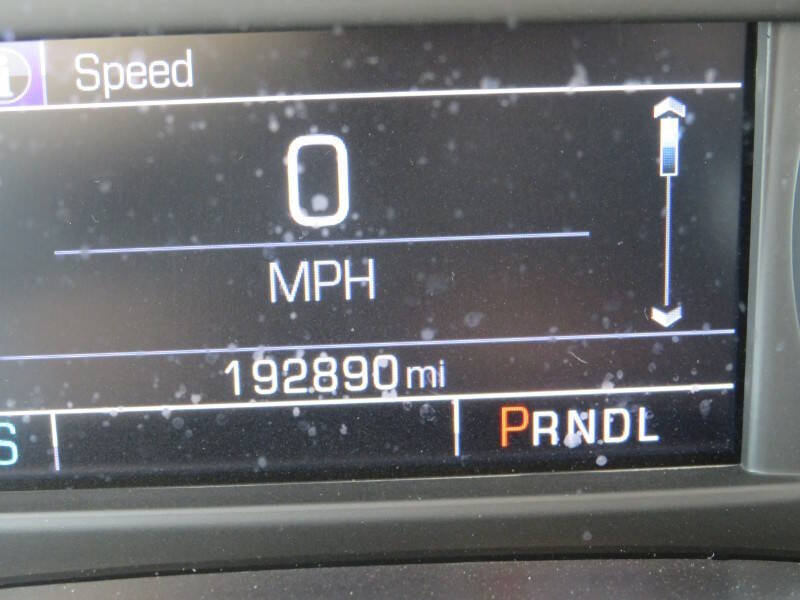 i Speed
0
MPH
192890 mi
S PRNDL